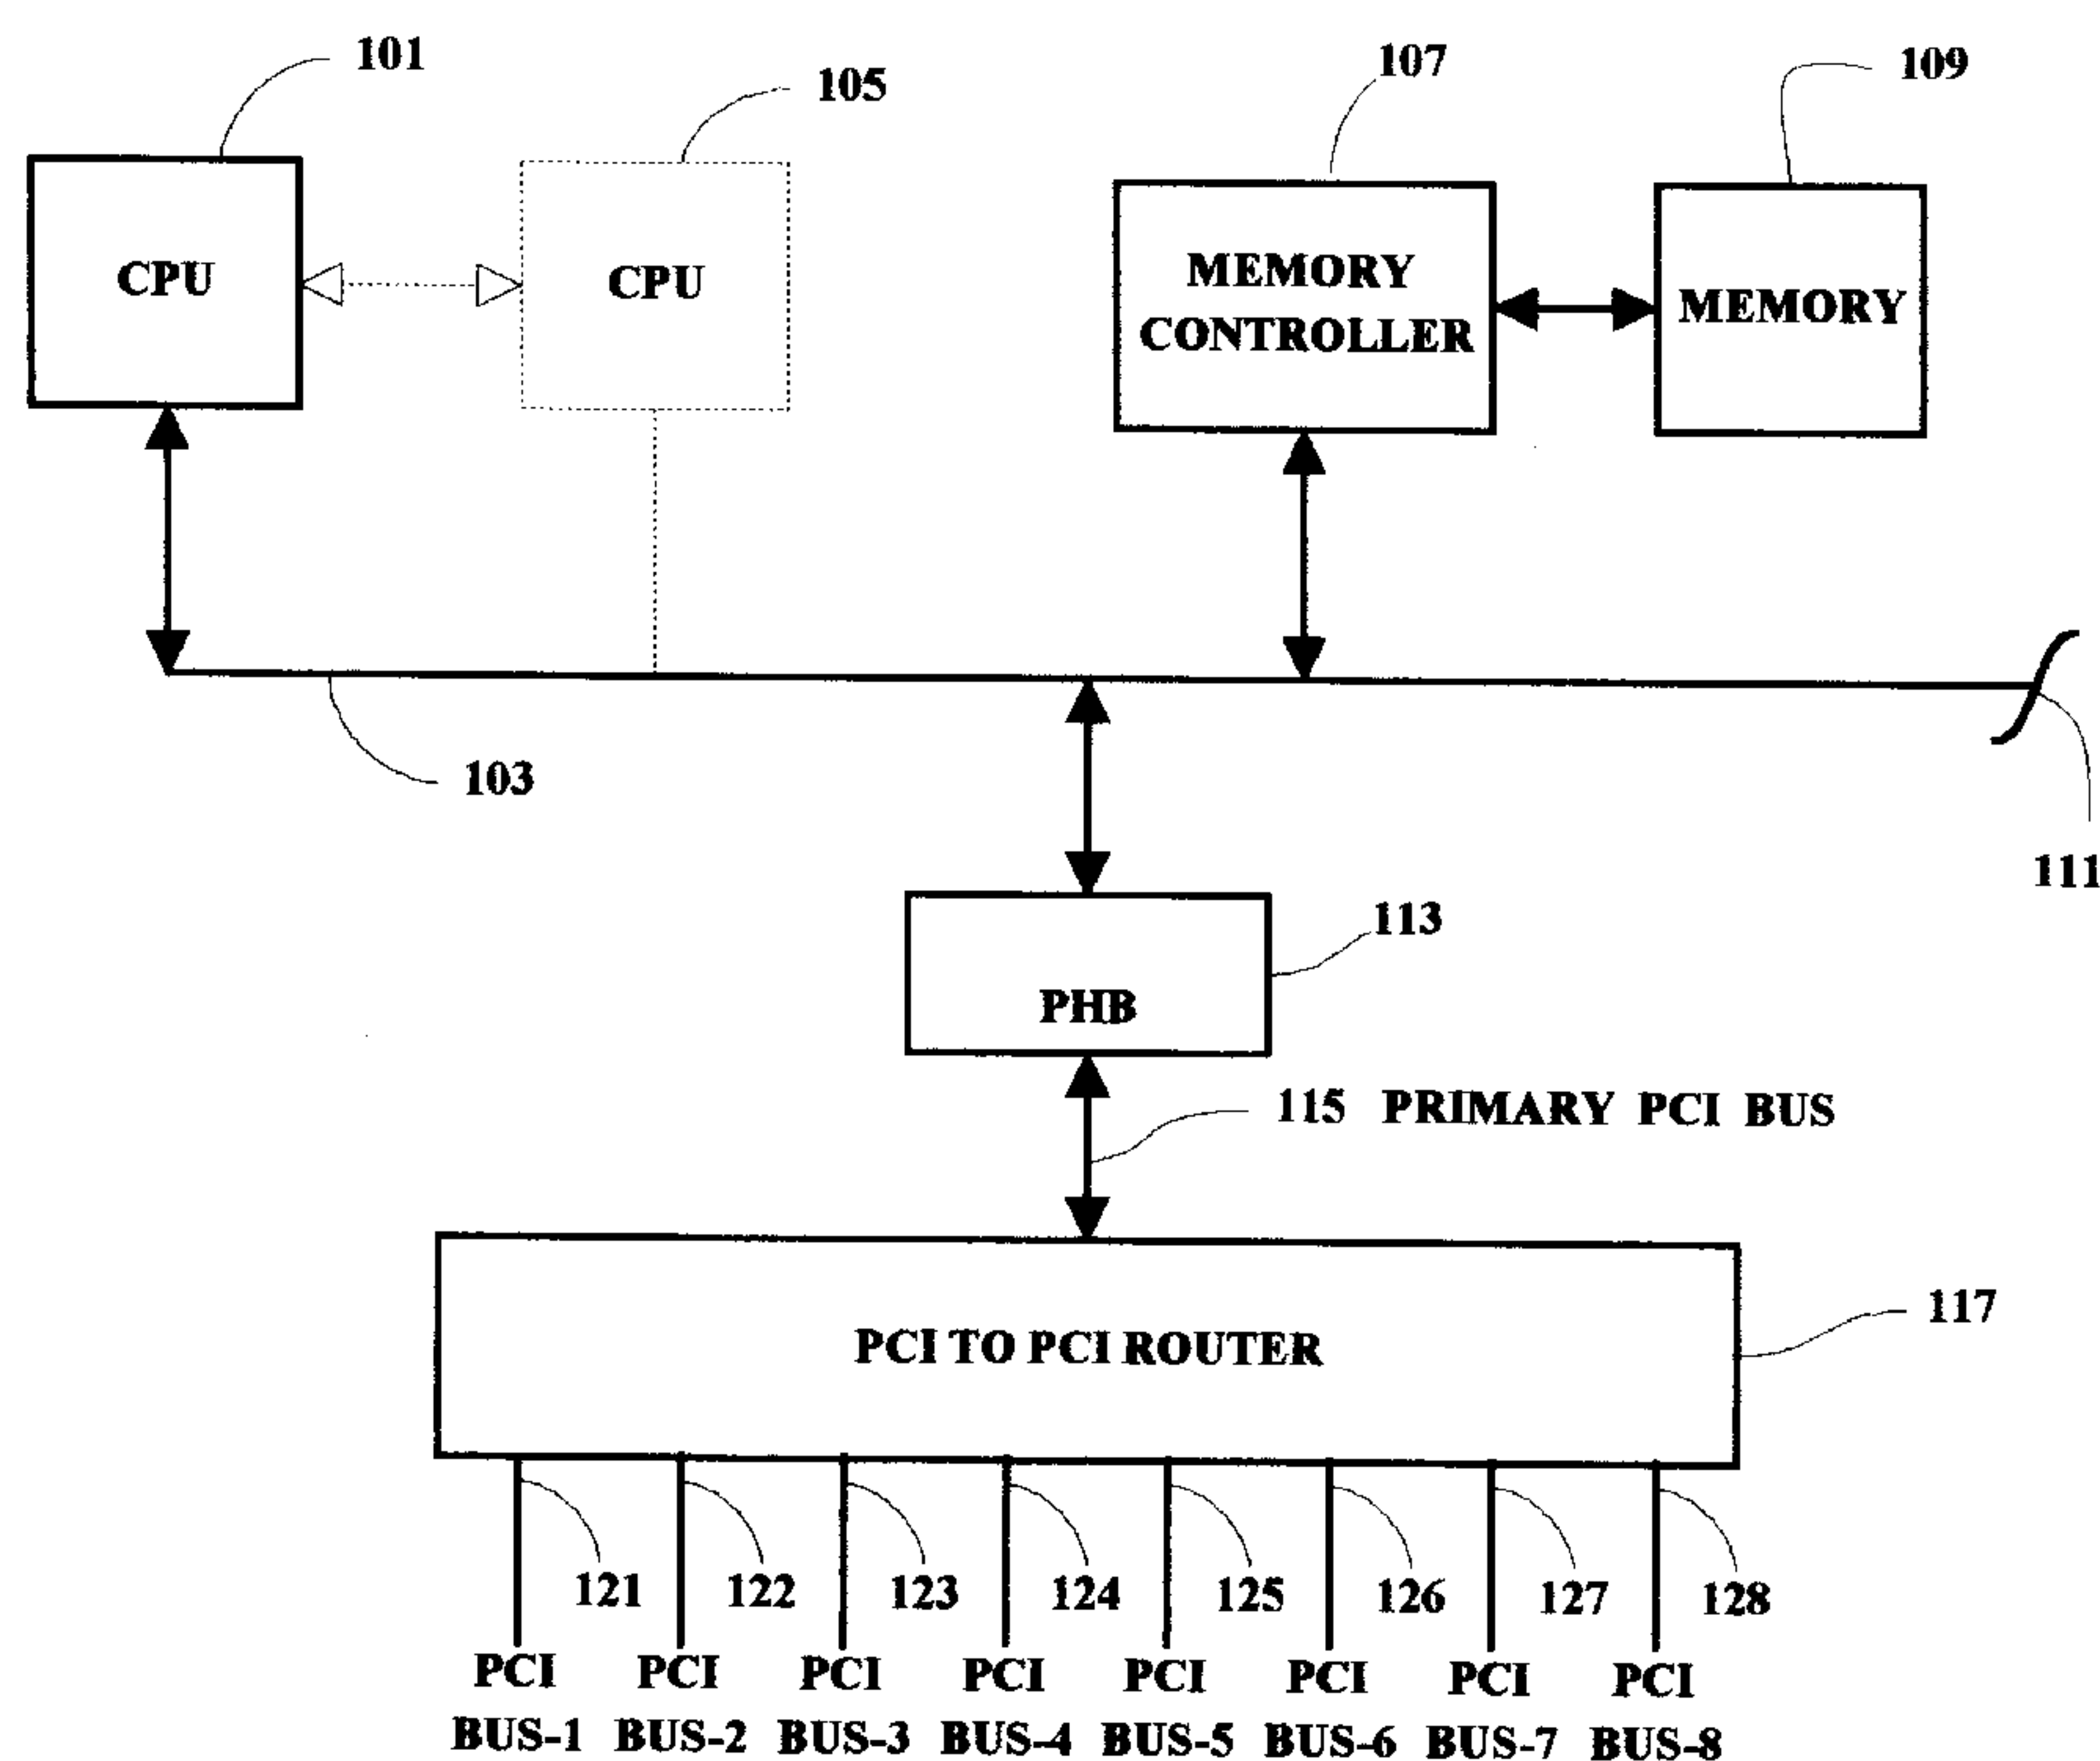 101
105
107
109
CPU
CPU
MEMORY
CONTROLLER
MEMORY
103
111
113
PHB
115 PRIMARY PCI BUS
117
PCI TO PCI ROUTER
121 122 123 124 125 126 127 128
PCI PCI PCI PCI PCI PCI PCI PCI
BUS-1 BUS-2 BUS-3 BUS-4 BUS-5 BUS-6 BUS-7 BUS-8